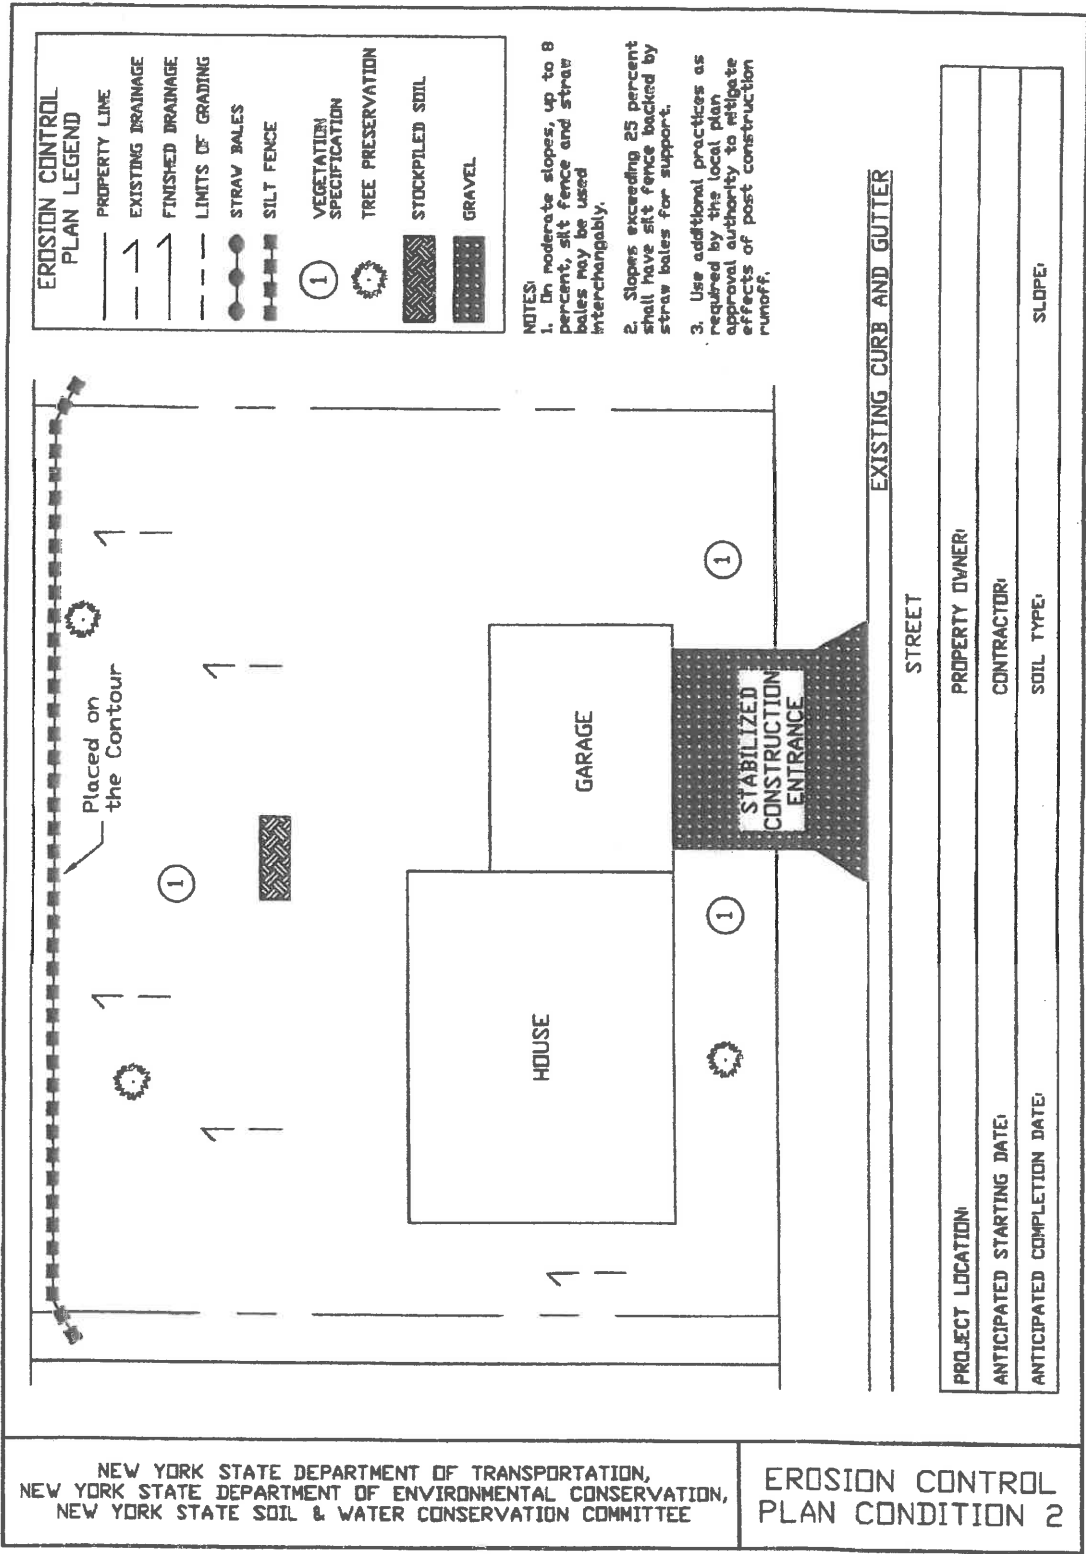 EROSION CONTROL
PLAN LEGEND
PROPERTY LINE
EXISTING DRAINAGE
FINISHED DRAINAGE
LIMITS OF GRADING
STRAW BALES
SILT FENCE
1
VEGETATION
SPECIFICATION
TREE PRESERVATION
STOCKPILED SOIL
GRAVEL
NOTES:
1. On moderate slopes, up to 8
percent, silt fence and straw
bales may be used
interchangably.
2. Slopes exceeding 25 percent
shall have silt fence backed by
straw bales for support.
3. Use additional practices as
required by the local plan
approval authority to mitigate
effects of post construction
runoff.
Placed on
the Contour
1
HOUSE
GARAGE
1
1
STABILIZED
CONSTRUCTION
ENTRANCE
EXISTING CURB AND GUTTER
STREET
PROJECT LOCATION:
PROPERTY OWNER:
ANTICIPATED STARTING DATE:
CONTRACTOR:
ANTICIPATED COMPLETION DATE:
SOIL TYPE:
SLOPE:
NEW YORK STATE DEPARTMENT OF TRANSPORTATION,
NEW YORK STATE DEPARTMENT OF ENVIRONMENTAL CONSERVATION,
NEW YORK STATE SOIL & WATER CONSERVATION COMMITTEE
EROSION CONTROL
PLAN CONDITION 2